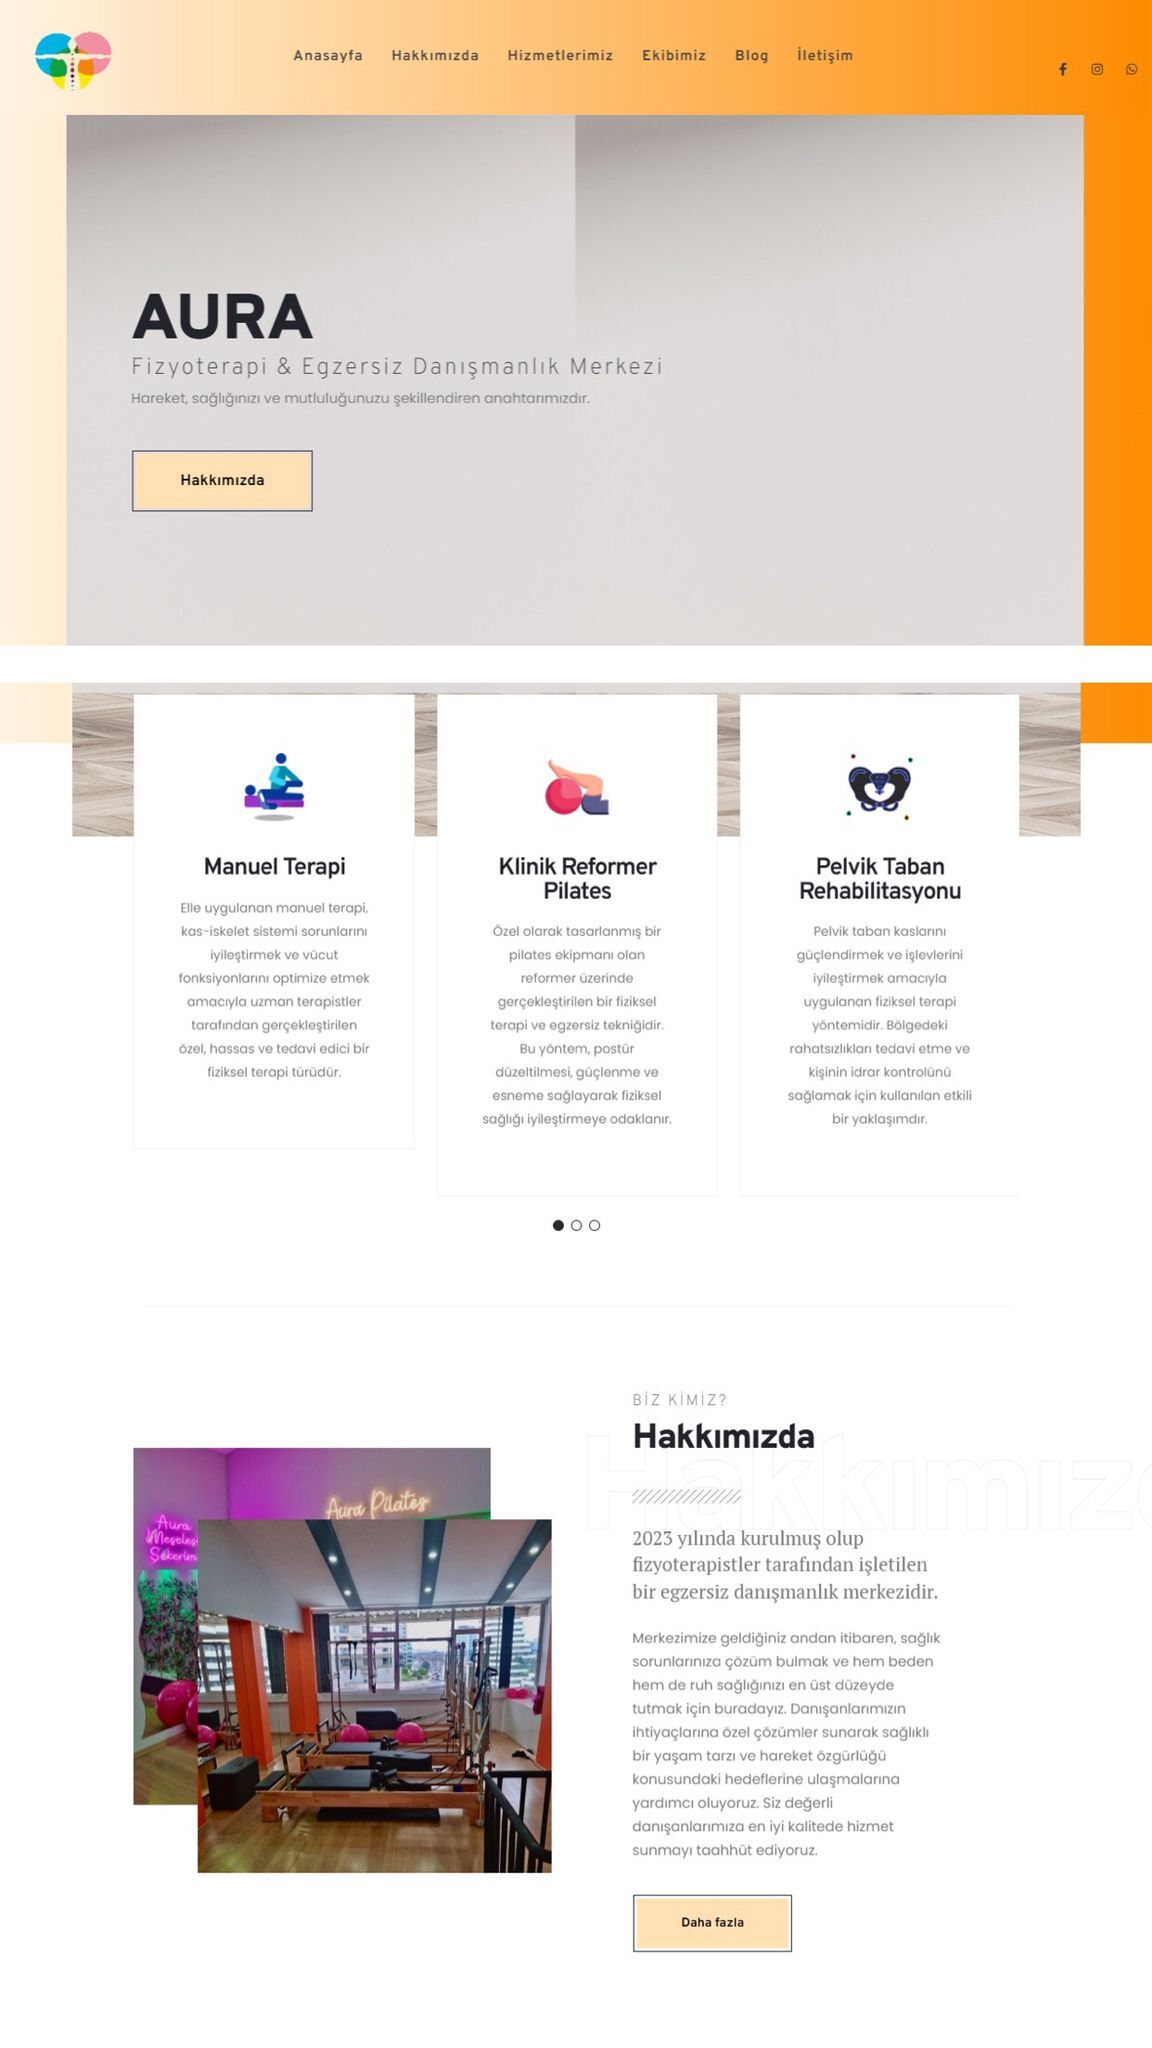 Anasayfa Hakkımızda Hizmetlerimiz Ekibimiz Blog İletişim
AURA
Fizyoterapi & Egzersiz Danışmanlık Merkezi
Hareket, sağlığınızı ve mutluluğunuzu şekillendiren anahtarımızdır.
Hakkımızda
Manuel Terapi
Elle uygulanan manuel terapi,
kas-iskelet sistemi sorunlarını
iyileştirmek ve vücut
fonksiyonlarını optimize etmek
amacıyla uzman terapistler
tarafından gerçekleştirilen
özel, hassas ve tedavi edici bir
fiziksel terapi türüdür.
Klinik Reformer
Pilates
Özel olarak tasarlanmış bir
pilates ekipmanı olan
reformer üzerinde
gerçekleştirilen bir fiziksel
terapi ve egzersiz tekniğidir.
Bu yöntem, postür
düzeltilmesi, güçlenme ve
esneme sağlayarak fiziksel
sağlığı iyileştirmeye odaklanır.
Pelvik Taban
Rehabilitasyonu
Pelvik taban kaslarını
güçlendirmek ve işlevlerini
iyileştirmek amacıyla
uygulanan fiziksel terapi
yöntemidir. Bölgedeki
rahatsızlıkları tedavi etme ve
kişinin idrar kontrolünü
sağlamak için kullanılan etkili
bir yaklaşımdır.
Aura Pilates
Aura
BİZ KİMİZ?
Hakkımızda
2023 yılında kurulmuş olup
fizyoterapistler tarafından işletilen
bir egzersiz danışmanlık merkezidir.
Merkezimize geldiğiniz andan itibaren, sağlık
sorunlarınıza çözüm bulmak ve hem beden
hem de ruh sağlığınızı en üst düzeyde
tutmak için buradayız. Danışanlarımızın
ihtiyaçlarına özel çözümler sunarak sağlıklı
bir yaşam tarzı ve hareket özgürlüğü
konusundaki hedeflerine ulaşmalarına
yardımcı oluyoruz. Siz değerli
danışanlarımıza en iyi kalitede hizmet
sunmayı taahhüt ediyoruz.
Daha fazla